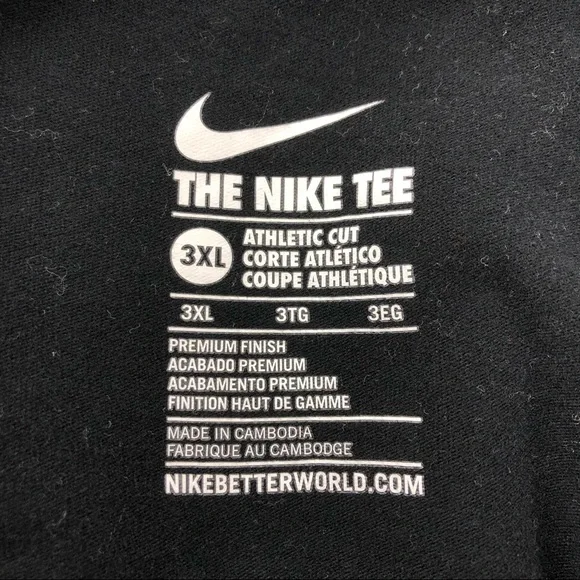 THE NIKE TEE
3XL
ATHLETIC CUT
CORTE ATLÉTICO
COUPE ATHLÉTIQUE
3XL 3TG 3EG
PREMIUM FINISH
ACABADO PREMIUM
ACABAMENTO PREMIUM
FINITION HAUT DE GAMME
MADE IN CAMBODIA
FABRIQUE AU CAMBODGE
NIKEBETTERWORLD.COM